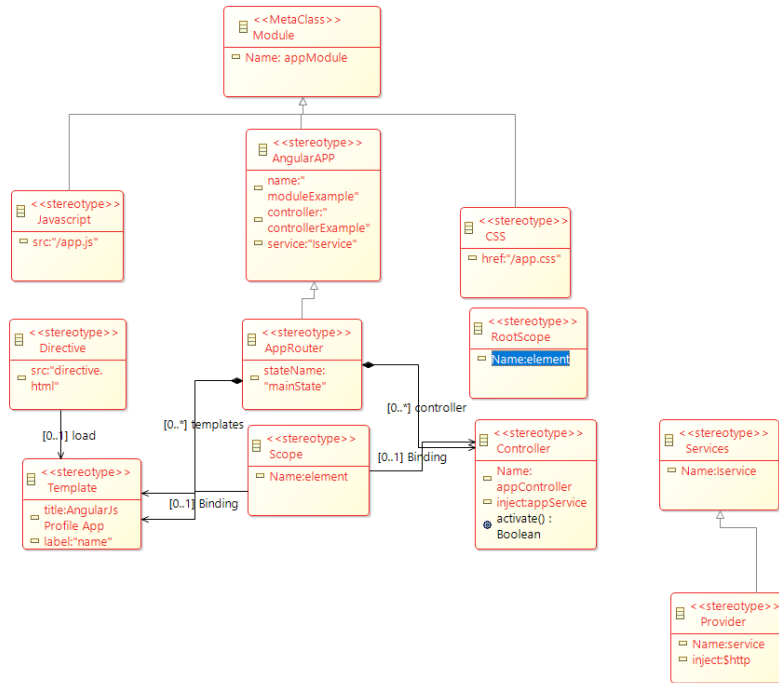 <<MetaClass>>
Module
Name: appModule
<<stereotype>>
AngularAPP
name:"
moduleExample"
controller:"
controllerExample"
service:"Iservice"
<<stereotype>>
Javascript
src:"/app.js"
<<stereotype>>
CSS
href:"/app.css"
<<stereotype>>
Directive
src:"directive.
html"
<<stereotype>>
AppRouter
stateName:
"mainState"
<<stereotype>>
RootScope
Name:element
[0..*] templates
[0..*] controller
[0..1] load
<<stereotype>>
Scope
Name:element
[0..1] Binding
[0..1] Binding
<<stereotype>>
Controller
Name:
appController
inject:appService
activate() :
Boolean
<<stereotype>>
Services
Name:Iservice
<<stereotype>>
Template
title:AngularJs
Profile App
label:"name"
<<stereotype>>
Provider
Name:service
inject:$http